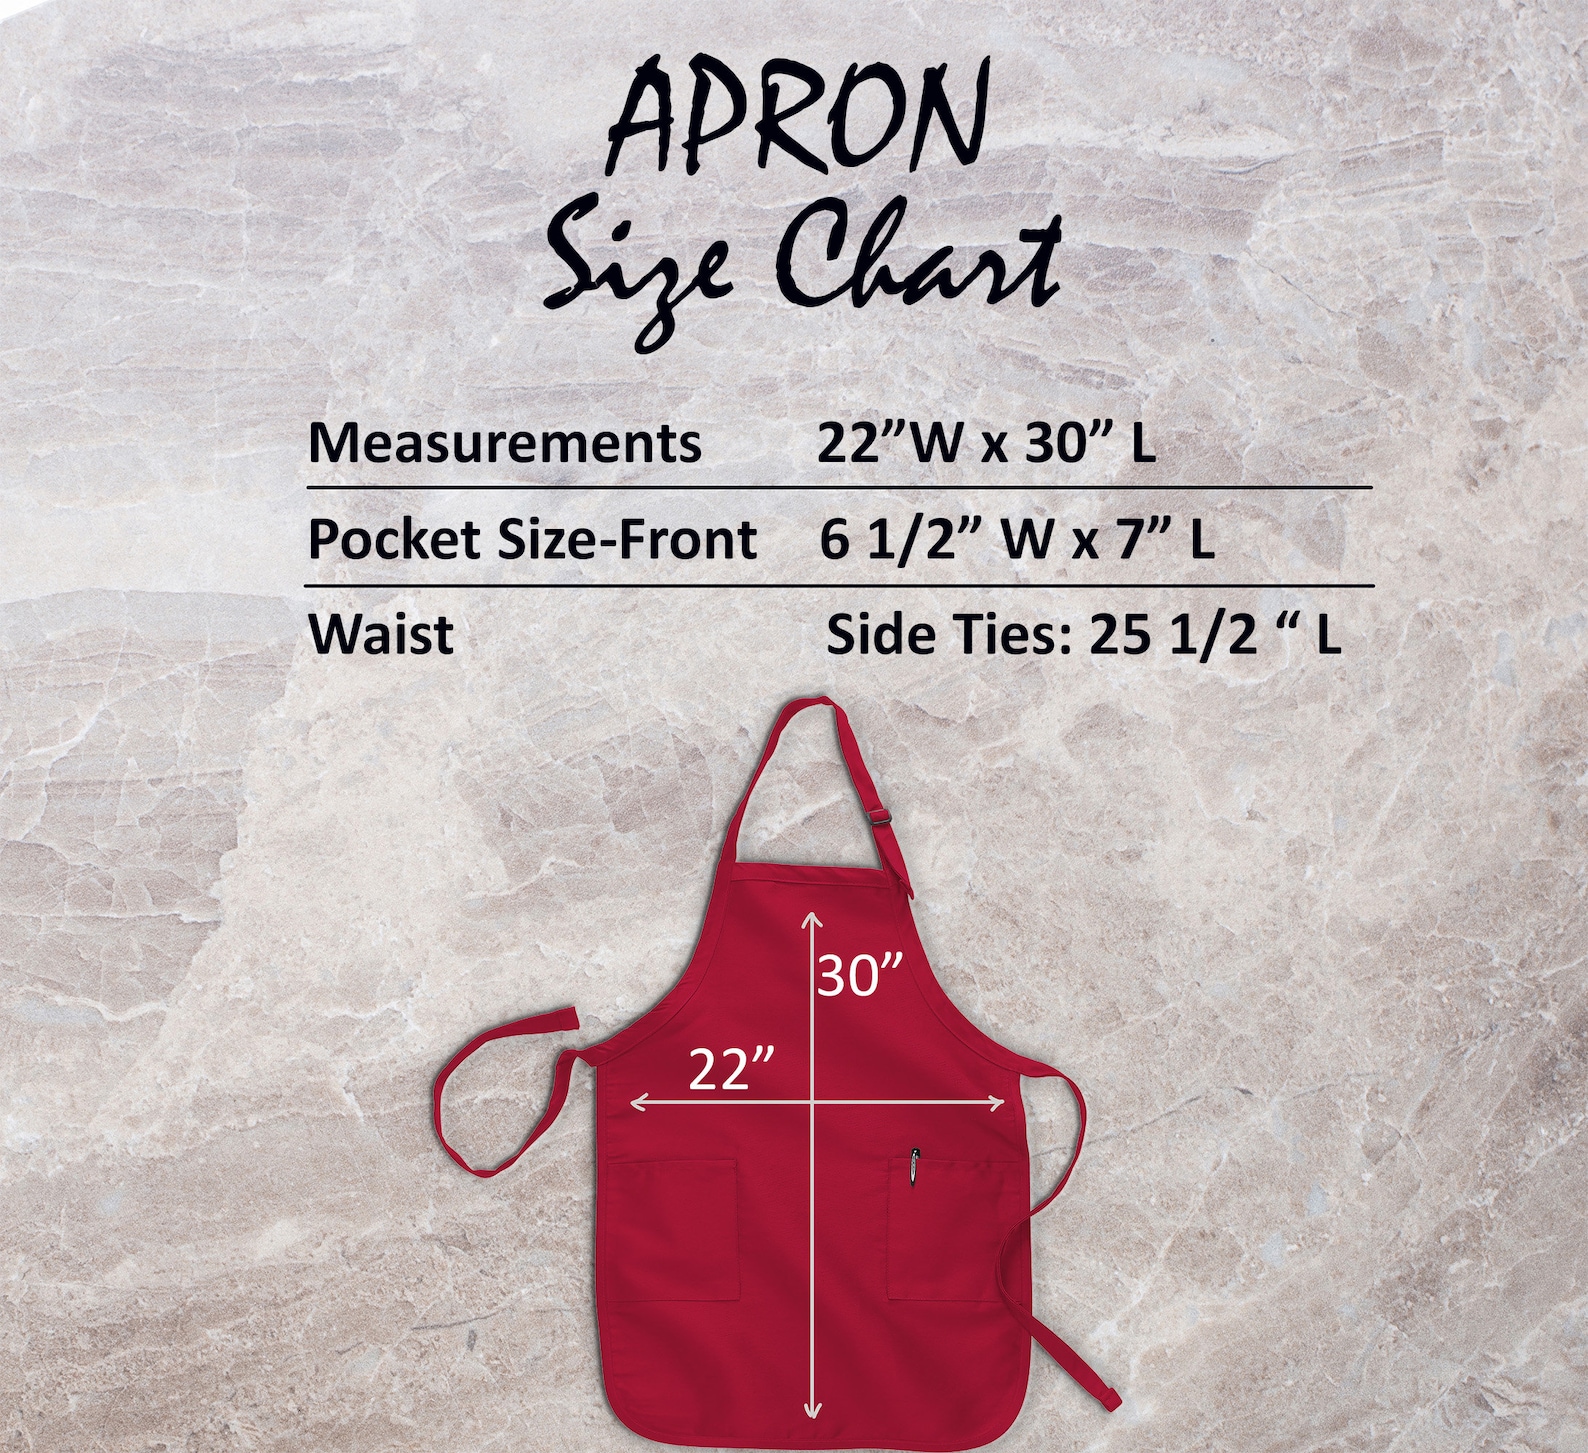 APRON
Size Chart
Measurements 22”W x 30” L
Pocket Size-Front 6 1/2” W x 7” L
Waist Side Ties: 25 1/2 “ L
30”
22”